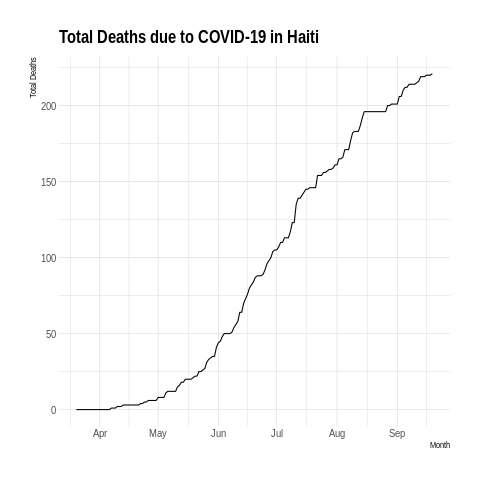 Total Deaths due to COVID-19 in Haiti
Total Deaths
200
150
100
50
0
Apr May Jun Jul Aug Sep
Month